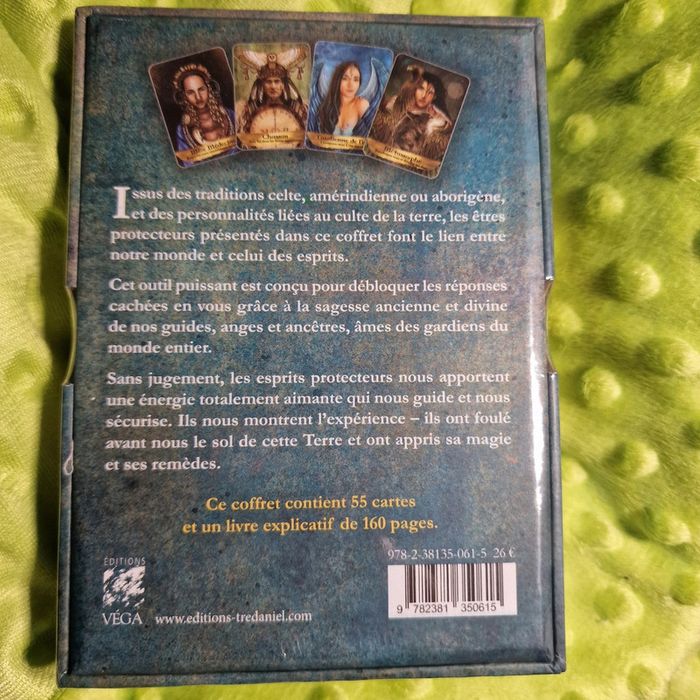 Chaman
Issus des traditions celte, amérindienne ou aborigène,
et des personnalités liées au culte de la terre, les êtres
protecteurs présentés dans ce coffret font le lien entre
notre monde et celui des esprits.
Cet outil puissant est conçu pour débloquer les réponses
cachées en vous grâce à la sagesse ancienne et divine
de nos guides, anges et ancêtres, âmes des gardiens du
monde entier.
Sans jugement, les esprits protecteurs nous apportent
une énergie totalement aimante qui nous guide et nous
sécurise. Ils nous montrent l'expérience – ils ont foulé
avant nous le sol de cette Terre et ont appris sa magie
et ses remèdes.
Ce coffret contient 55 cartes
et un livre explicatif de 160 pages.
978-2-38135-061-5 26 €
ÉDITIONS
VÉGA
www.editions-tredaniel.com
9 782381 350615